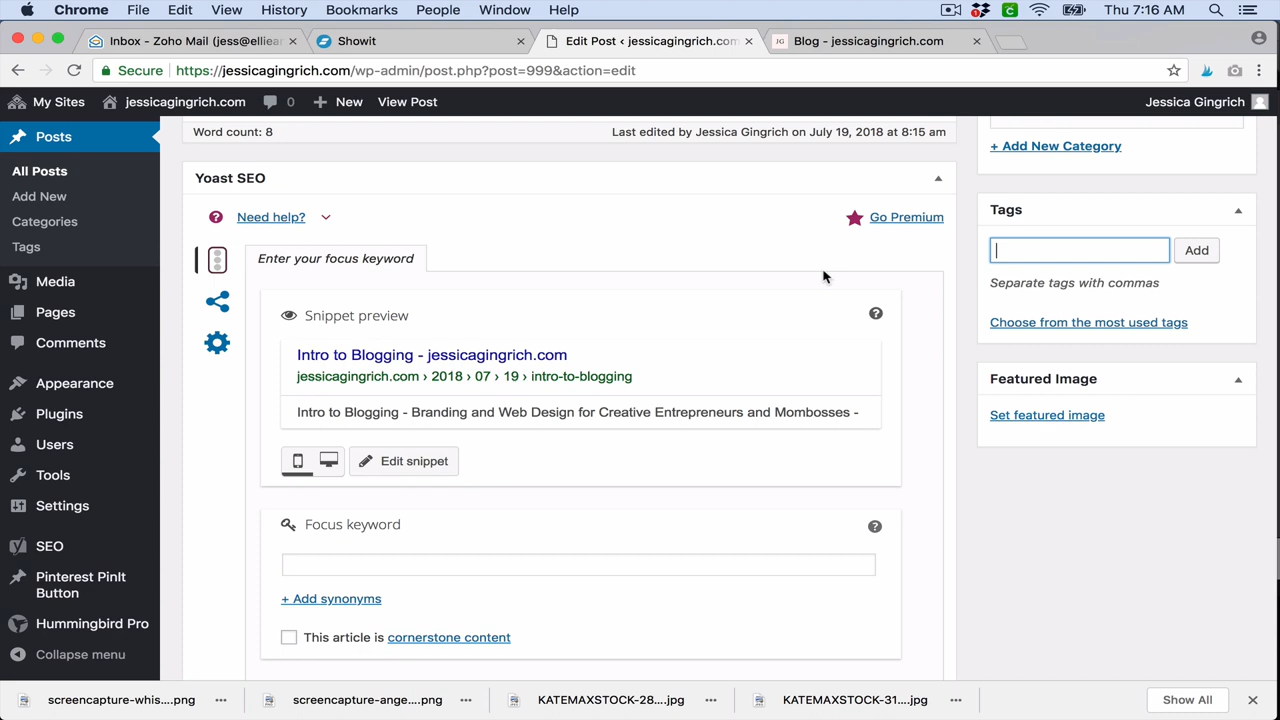 Chrome File Edit View History Bookmarks People Window Help
Thu 7:16 AM
Inbox - Zoho Mail (jess@elliear
Showit
Edit Post ‹ jessicagingrich.com
JG Blog - jessicagingrich.com
Secure https://jessicagingrich.com/wp-admin/post.php?post=999&action=edit
My Sites jessicagingrich.com 0 New View Post
Jessica Gingrich
Posts
All Posts
Add New
Categories
Tags
Media
Pages
Comments
Appearance
Plugins
Users
Tools
Settings
SEO
Pinterest PinIt
Button
Hummingbird Pro
Collapse menu
Word count: 8
Last edited by Jessica Gingrich on July 19, 2018 at 8:15 am
Yoast SEO
Need help?
Go Premium
Enter your focus keyword
Snippet preview
Intro to Blogging - jessicagingrich.com
jessicagingrich.com › 2018 › 07 › 19 › intro-to-blogging
Intro to Blogging - Branding and Web Design for Creative Entrepreneurs and Mombosses -
Edit snippet
Focus keyword
+ Add synonyms
This article is cornerstone content
+ Add New Category
Tags
Add
Separate tags with commas
Choose from the most used tags
Featured Image
Set featured image
screencapture-whis....png
screencapture-ange....png
KATEMAXSTOCK-28...jpg
KATEMAXSTOCK-31...jpg
Show All